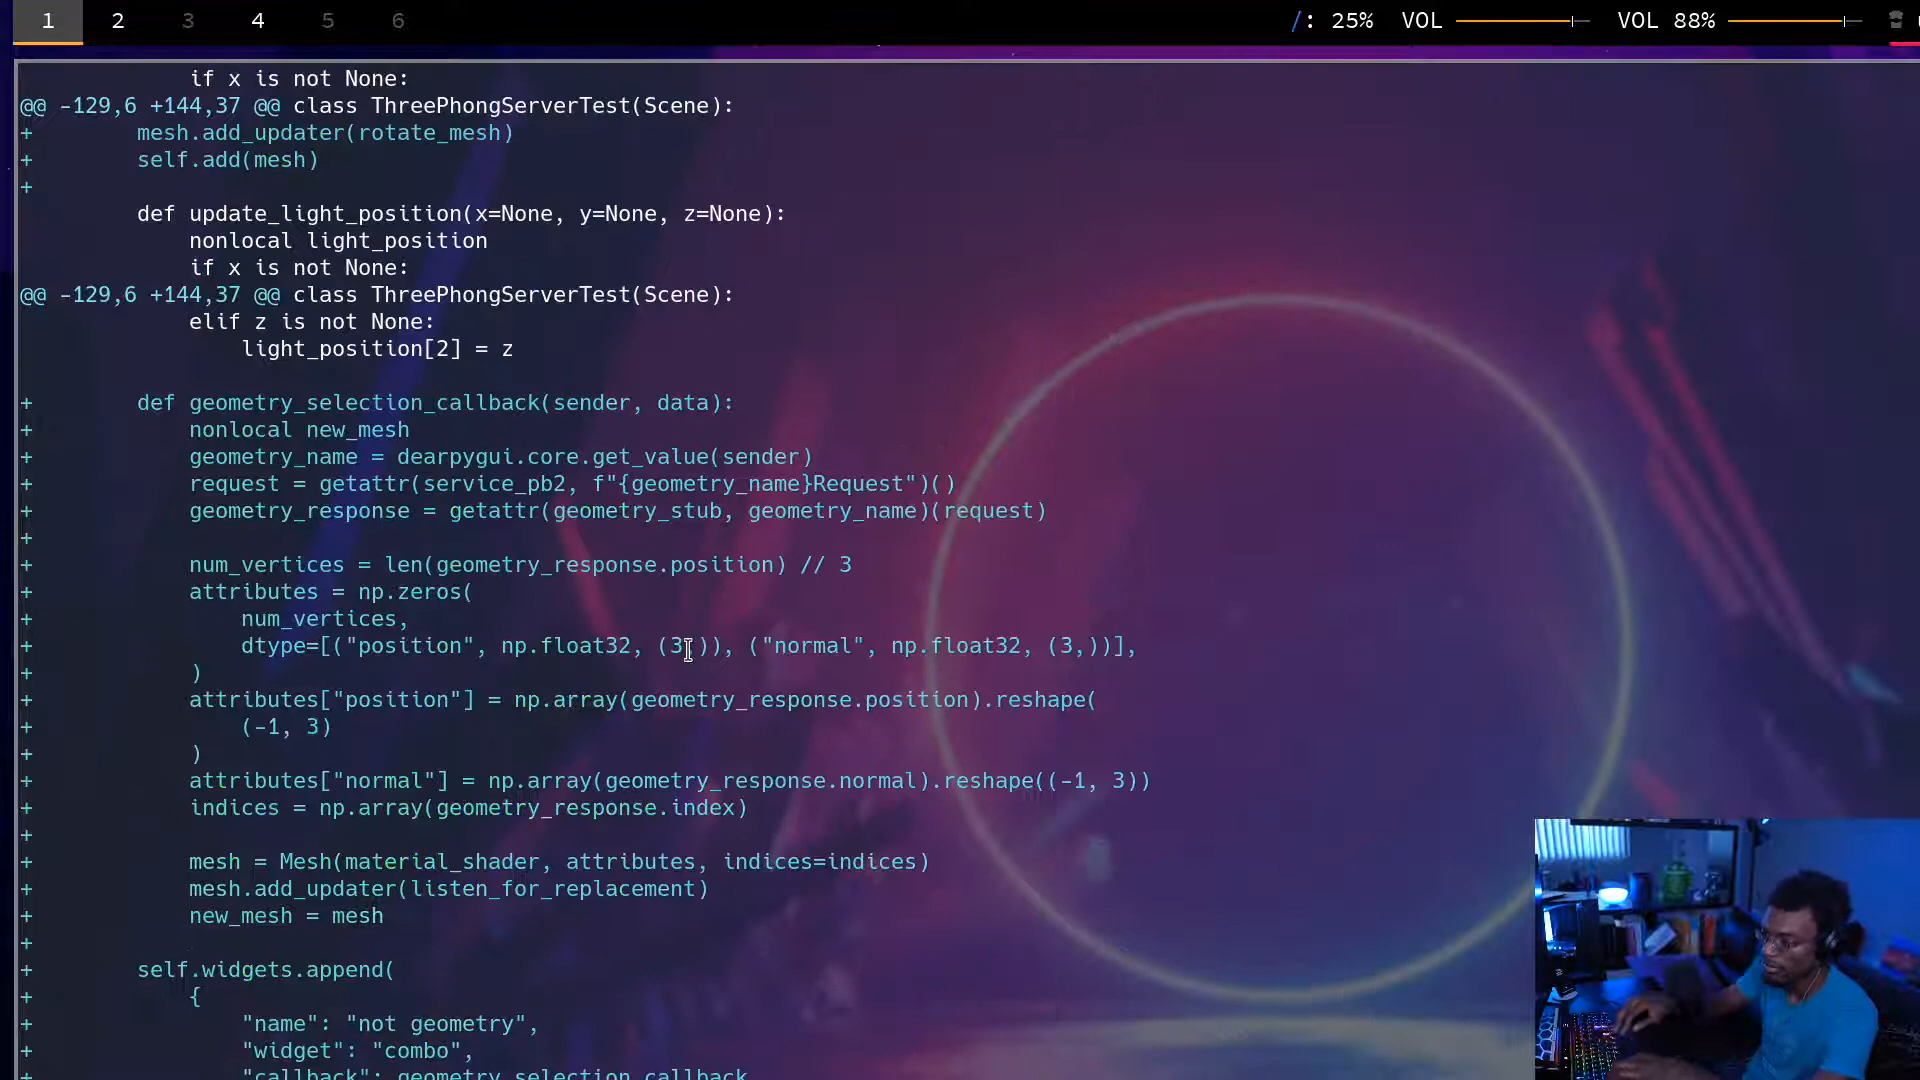 1 2 3 4 5 6 /: 25% VOL VOL 88%
if x is not None:
@@ -129,6 +144,37 @@ class ThreePhongServerTest(Scene):
+        mesh.add_updater(rotate_mesh)
+        self.add(mesh)
+
def update_light_position(x=None, y=None, z=None):
nonlocal light_position
if x is not None:
@@ -129,6 +144,37 @@ class ThreePhongServerTest(Scene):
elif z is not None:
light_position[2] = z
+        def geometry_selection_callback(sender, data):
+            nonlocal new_mesh
+            geometry_name = dearpygui.core.get_value(sender)
+            request = getattr(service_pb2, f"{geometry_name}Request")()
+            geometry_response = getattr(geometry_stub, geometry_name)(request)
+
+            num_vertices = len(geometry_response.position) // 3
+            attributes = np.zeros(
+                num_vertices,
+                dtype=[("position", np.float32, (3,)), ("normal", np.float32, (3,))],
+            )
+            attributes["position"] = np.array(geometry_response.position).reshape(
+                (-1, 3)
+            )
+            attributes["normal"] = np.array(geometry_response.normal).reshape((-1, 3))
+            indices = np.array(geometry_response.index)
+
+            mesh = Mesh(material_shader, attributes, indices=indices)
+            mesh.add_updater(listen_for_replacement)
+            new_mesh = mesh
+
+        self.widgets.append(
+            {
+                "name": "not geometry",
+                "widget": "combo",
+                "callback": geometry_selection_callback